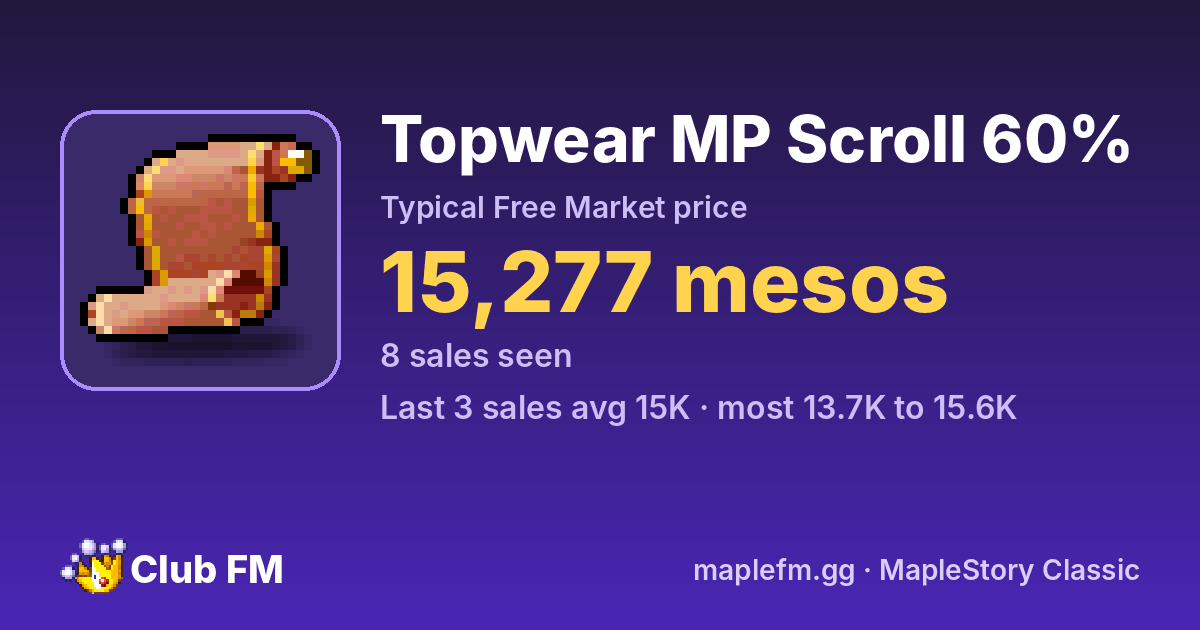 Topwear MP Scroll 60%
Typical Free Market price
15,277 mesos
8 sales seen
Last 3 sales avg 15K · most 13.7K to 15.6K
Club FM
maplefm.gg · MapleStory Classic